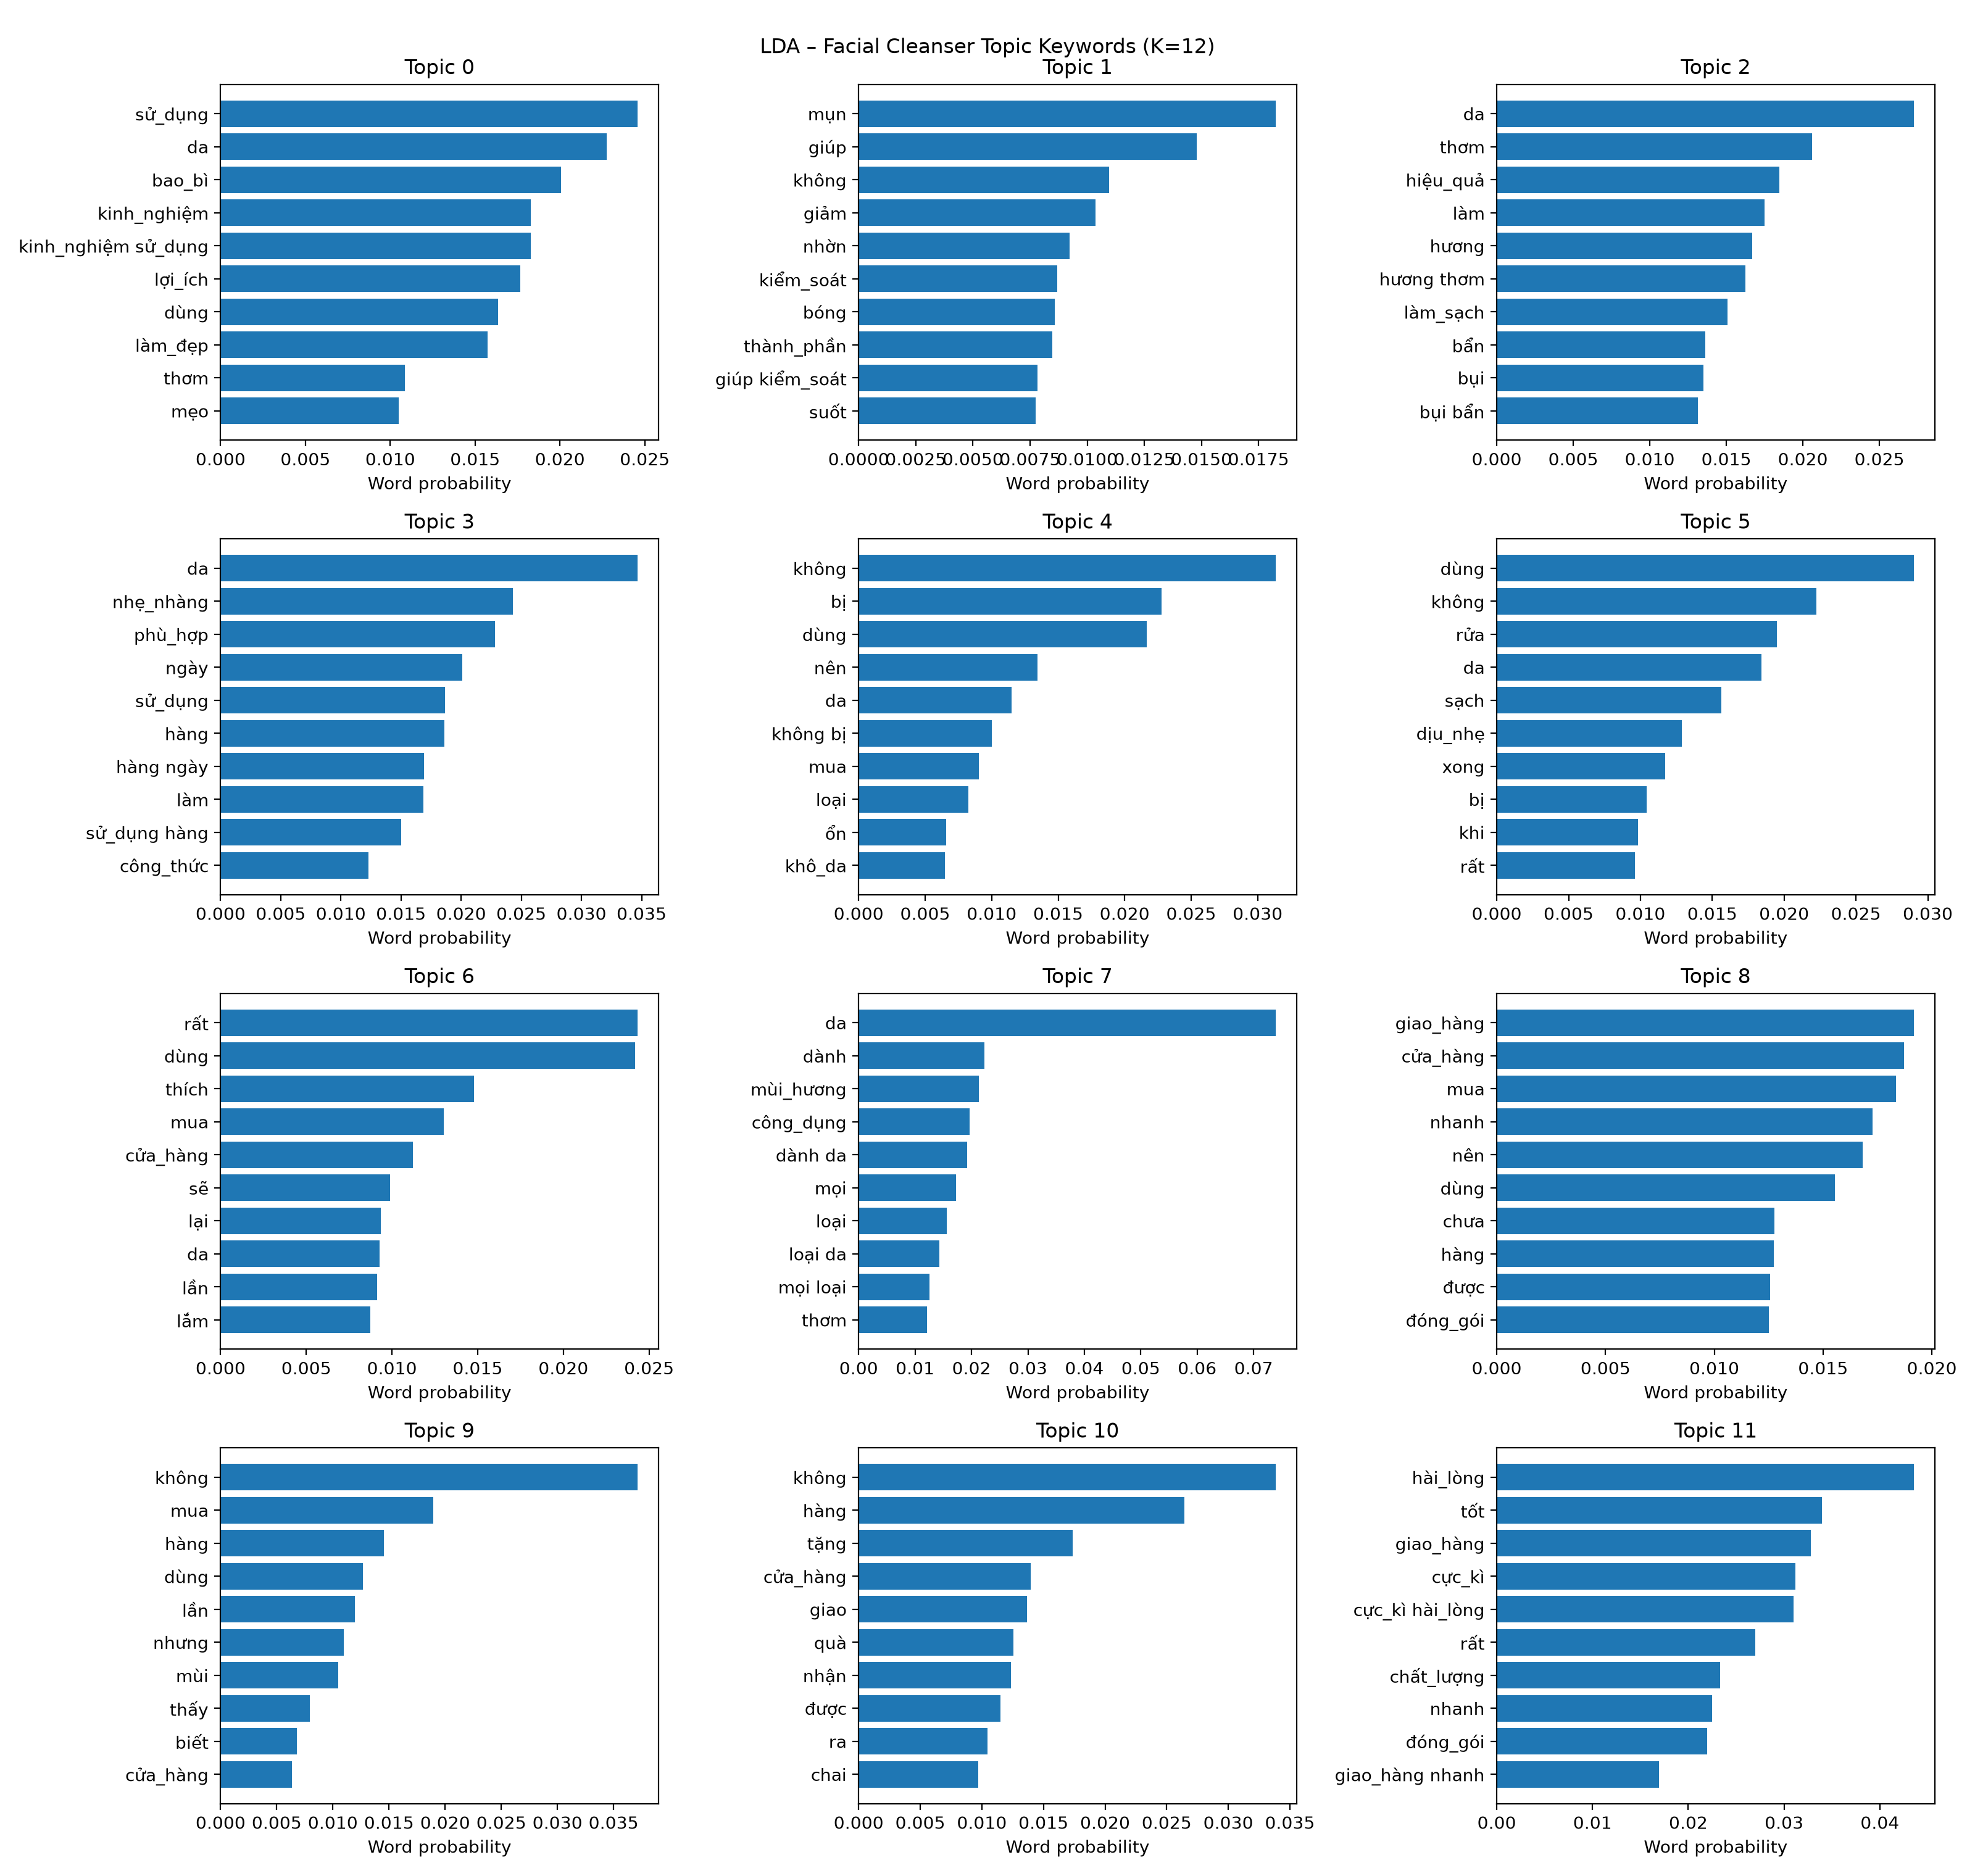 LDA – Facial Cleanser Topic Keywords (K=12)
Topic 0
sử_dụng
da
bao_bì
kinh_nghiệm
kinh_nghiệm sử_dụng
lợi_ích
dùng
làm_đẹp
thơm
mẹo
0.000 0.005 0.010 0.015 0.020 0.025
Word probability
Topic 1
mụn
giúp
không
giảm
nhờn
kiểm_soát
bóng
thành_phần
giúp kiểm_soát
suốt
0.0000 0.0025 0.0050 0.0075 0.0100 0.0125 0.0150 0.0175
Word probability
Topic 2
da
thơm
hiệu_quả
làm
hương
hương thơm
làm_sạch
bẩn
bụi
bụi bẩn
0.000 0.005 0.010 0.015 0.020 0.025
Word probability
Topic 3
da
nhẹ_nhàng
phù_hợp
ngày
sử_dụng
hàng
hàng ngày
làm
sử_dụng hàng
công_thức
0.000 0.005 0.010 0.015 0.020 0.025 0.030 0.035
Word probability
Topic 4
không
bị
dùng
nên
da
không bị
mua
loại
ổn
khô_da
0.000 0.005 0.010 0.015 0.020 0.025 0.030
Word probability
Topic 5
dùng
không
rửa
da
sạch
dịu_nhẹ
xong
bị
khi
rất
0.000 0.005 0.010 0.015 0.020 0.025 0.030
Word probability
Topic 6
rất
dùng
thích
mua
cửa_hàng
sẽ
lại
da
lần
lắm
0.000 0.005 0.010 0.015 0.020 0.025
Word probability
Topic 7
da
dành
mùi_hương
công_dụng
dành da
mọi
loại
loại da
mọi loại
thơm
0.00 0.01 0.02 0.03 0.04 0.05 0.06 0.07
Word probability
Topic 8
giao_hàng
cửa_hàng
mua
nhanh
nên
dùng
chưa
hàng
được
đóng_gói
0.000 0.005 0.010 0.015 0.020
Word probability
Topic 9
không
mua
hàng
dùng
lần
nhưng
mùi
thấy
biết
cửa_hàng
0.000 0.005 0.010 0.015 0.020 0.025 0.030 0.035
Word probability
Topic 10
không
hàng
tặng
cửa_hàng
giao
quà
nhận
được
ra
chai
0.000 0.005 0.010 0.015 0.020 0.025 0.030 0.035
Word probability
Topic 11
hài_lòng
tốt
giao_hàng
cực_kì
cực_kì hài_lòng
rất
chất_lượng
nhanh
đóng_gói
giao_hàng nhanh
0.00 0.01 0.02 0.03 0.04
Word probability